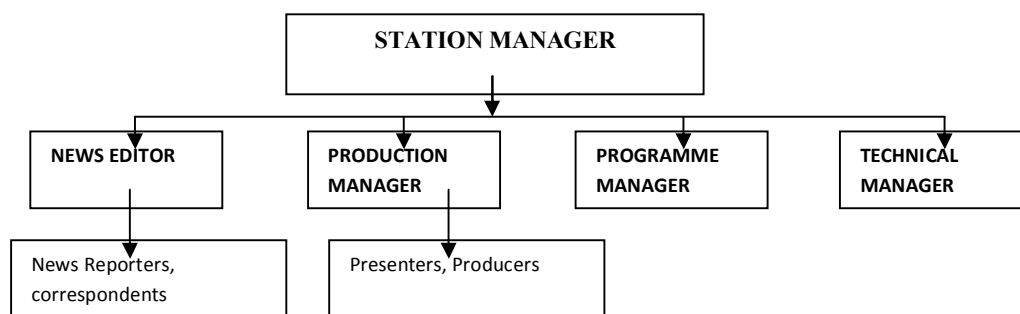 STATION MANAGER
NEWS EDITOR
PRODUCTION
MANAGER
PROGRAMME
MANAGER
TECHNICAL
MANAGER
News Reporters,
correspondents
Presenters, Producers